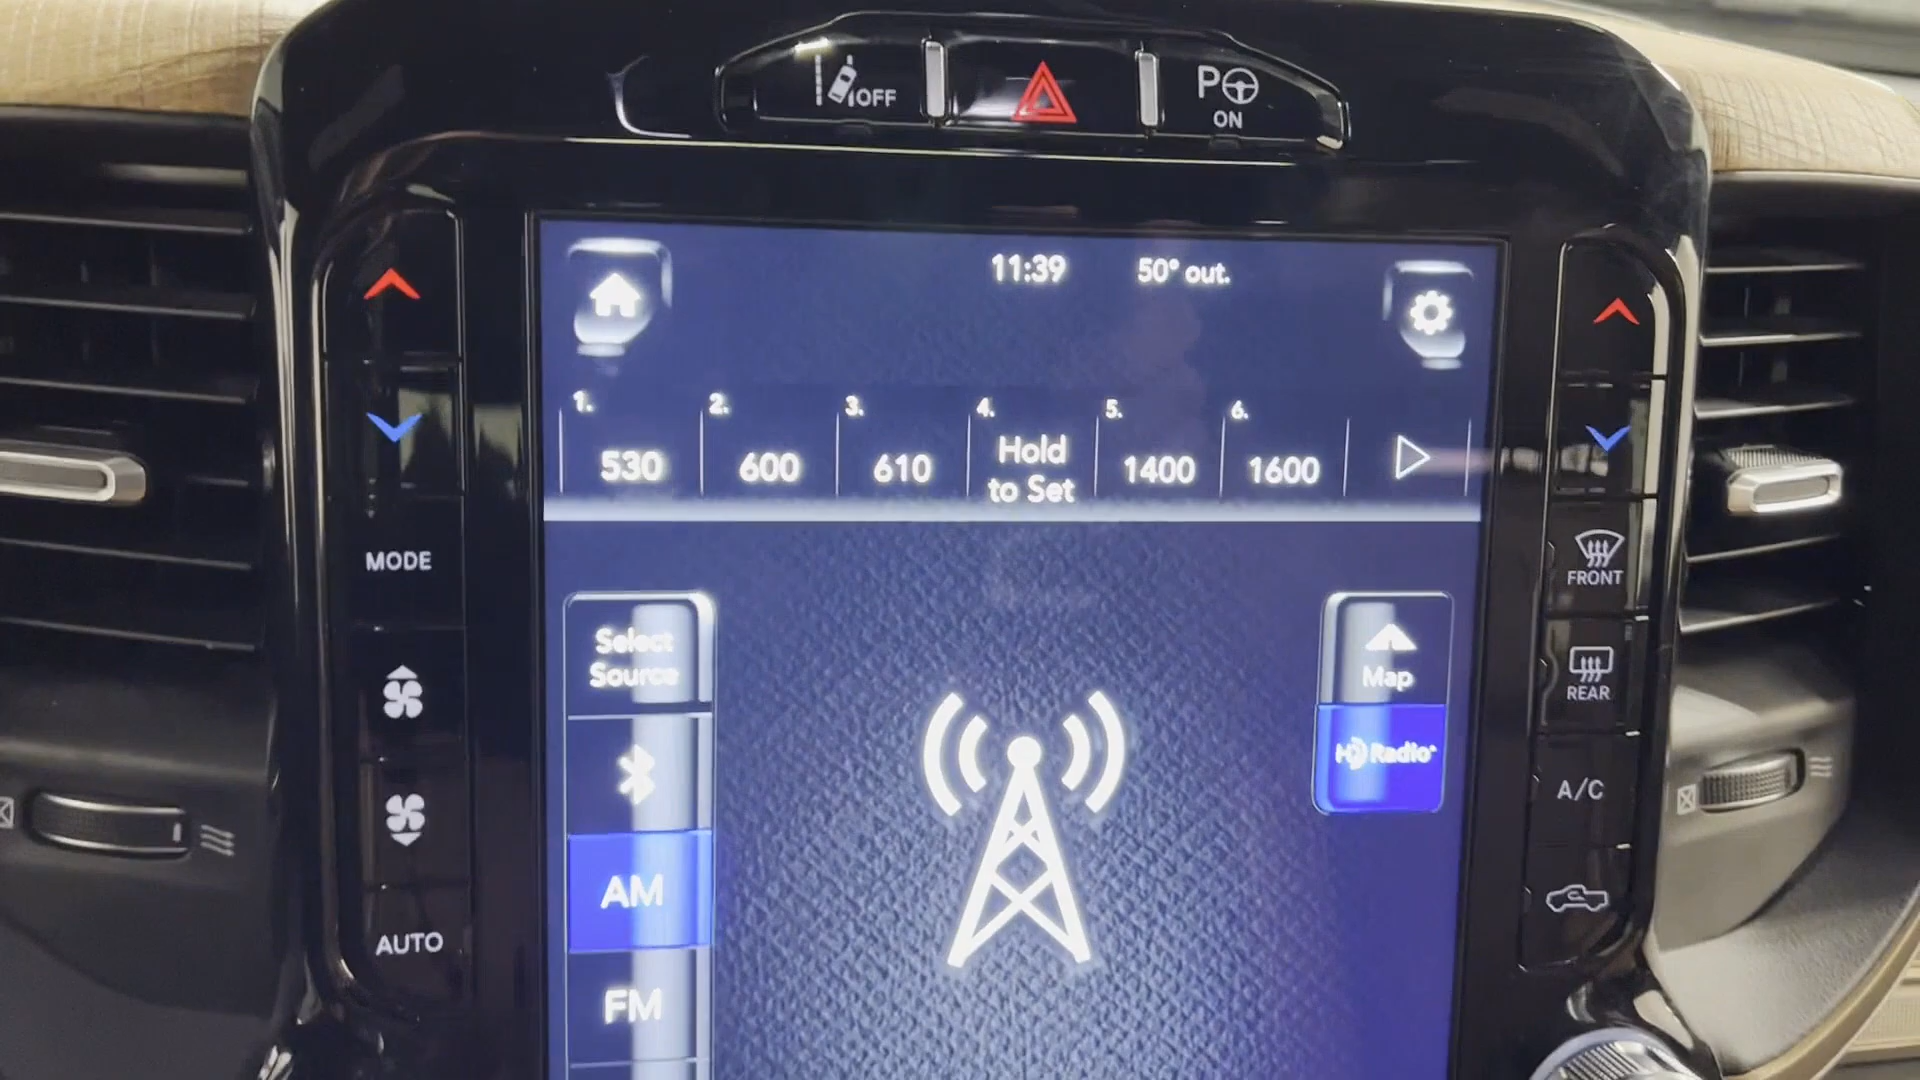 OFF
P
ON
11:39 50° out.
1. 2. 3. 4. 5. 6.
530 600 610 Hold to Set 1400 1600
MODE
FRONT
Select
Source
Map
REAR
HD Radio
A/C
AM
AUTO
FM